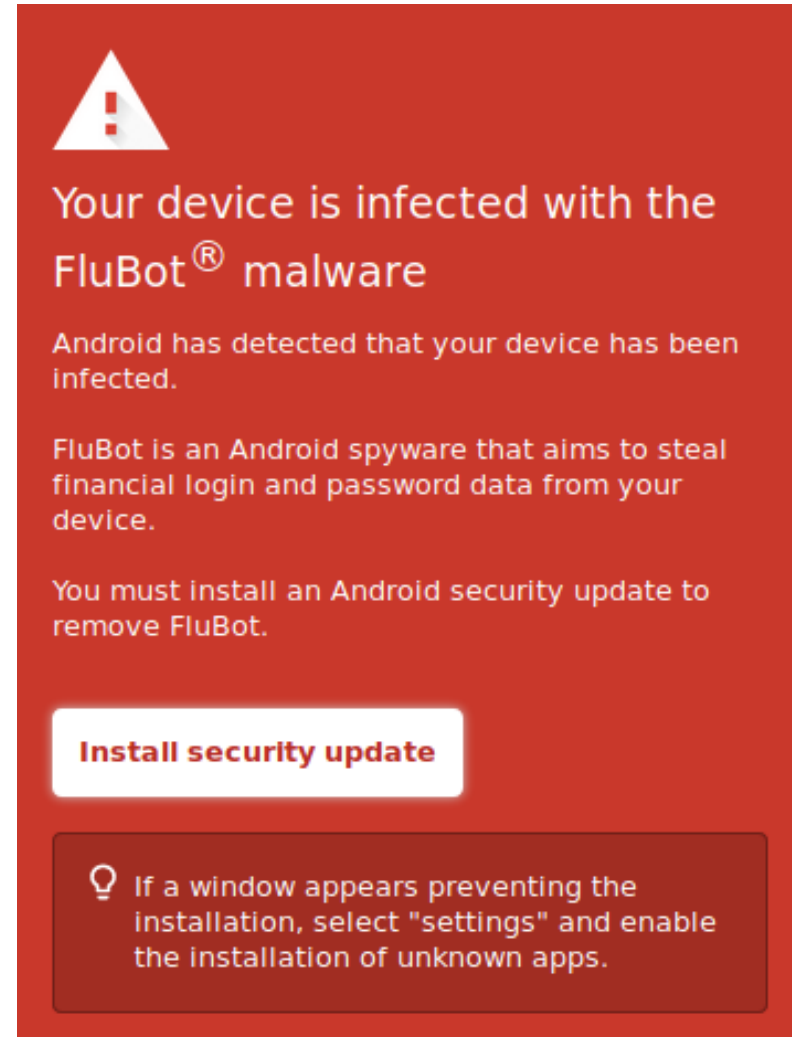 Your device is infected with the
FluBot® malware
Android has detected that your device has been
infected.
FluBot is an Android spyware that aims to steal
financial login and password data from your
device.
You must install an Android security update to
remove FluBot.
Install security update
If a window appears preventing the
installation, select "settings" and enable
the installation of unknown apps.